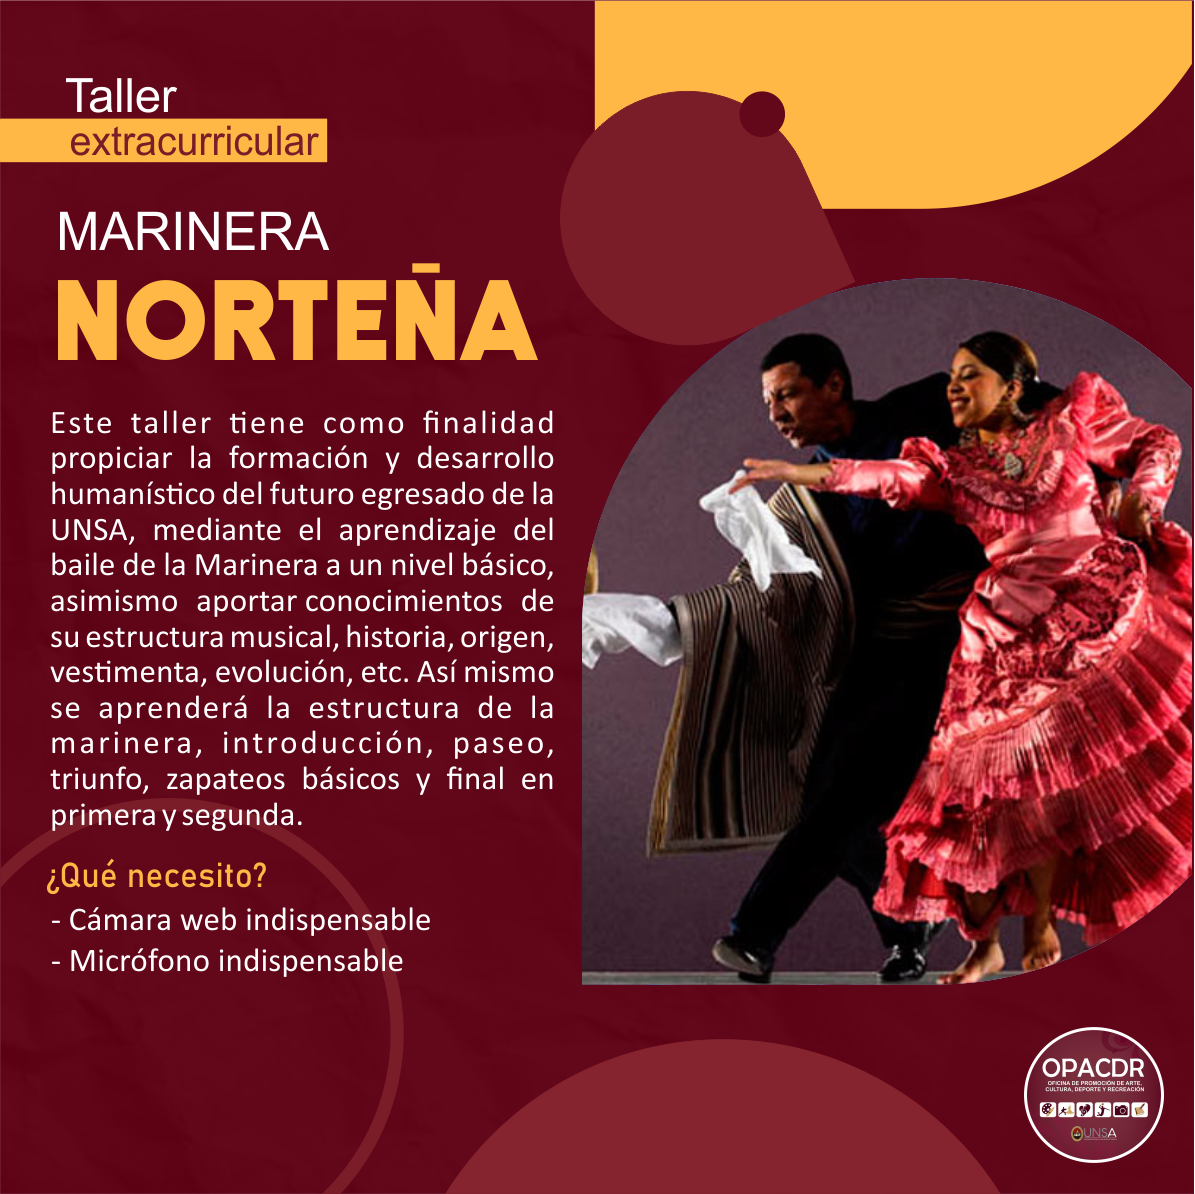 Taller
extracurricular
MARINERA
NORTEÑA
Este taller tiene como finalidad
propiciar la formación y desarrollo
humanístico del futuro egresado de la
UNSA, mediante el aprendizaje del
baile de la Marinera a un nivel básico,
asimismo aportar conocimientos de
su estructura musical, historia, origen,
vestimenta, evolución, etc. Así mismo
se aprenderá la estructura de la
marinera, introducción, paseo,
triunfo, zapateos básicos y final en
primera y segunda.
¿Qué necesito?
- Cámara web indispensable
- Micrófono indispensable
OPACDR
OFICINA DE PROMOCIÓN DE ARTE,
CULTURA, DEPORTE Y RECREACIÓN
UNSA